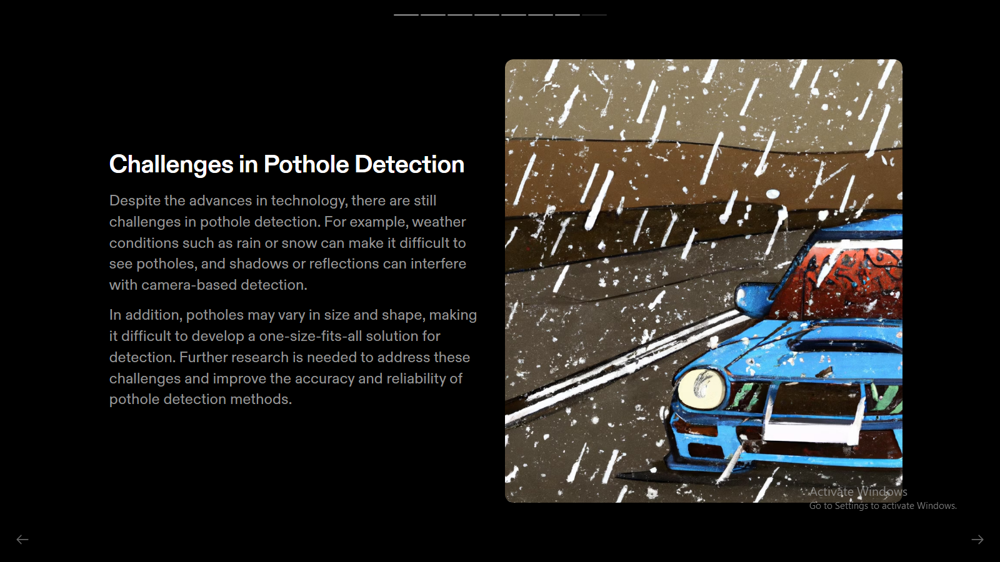 Challenges in Pothole Detection
Despite the advances in technology, there are still
challenges in pothole detection. For example, weather
conditions such as rain or snow can make it difficult to
see potholes, and shadows or reflections can interfere
with camera-based detection.
In addition, potholes may vary in size and shape, making
it difficult to develop a one-size-fits-all solution for
detection. Further research is needed to address these
challenges and improve the accuracy and reliability of
pothole detection methods.
Activate Windows
Go to Settings to activate Windows.